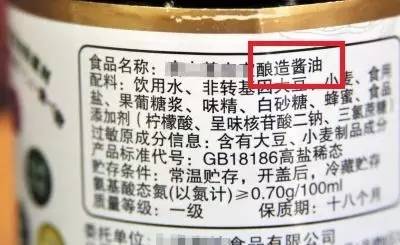 食品名称: 酿造酱油
配料: 饮用水、非转基因大豆、小麦、食用
盐、果葡糖浆、味精、白砂糖、蜂蜜、食品
添加剂 (柠檬酸、呈味核苷酸二钠、三氯蔗糖)
过敏原成分信息: 含有大豆、小麦制品成分
产品标准代号: GB18186高盐稀态
贮存条件: 常温贮存, 开盖后, 冷藏贮存
氨基酸态氮(以氮计)≥0.70g/100ml
质量等级: 一级 保质期: 十八个月
委托单位: 食品有限公司